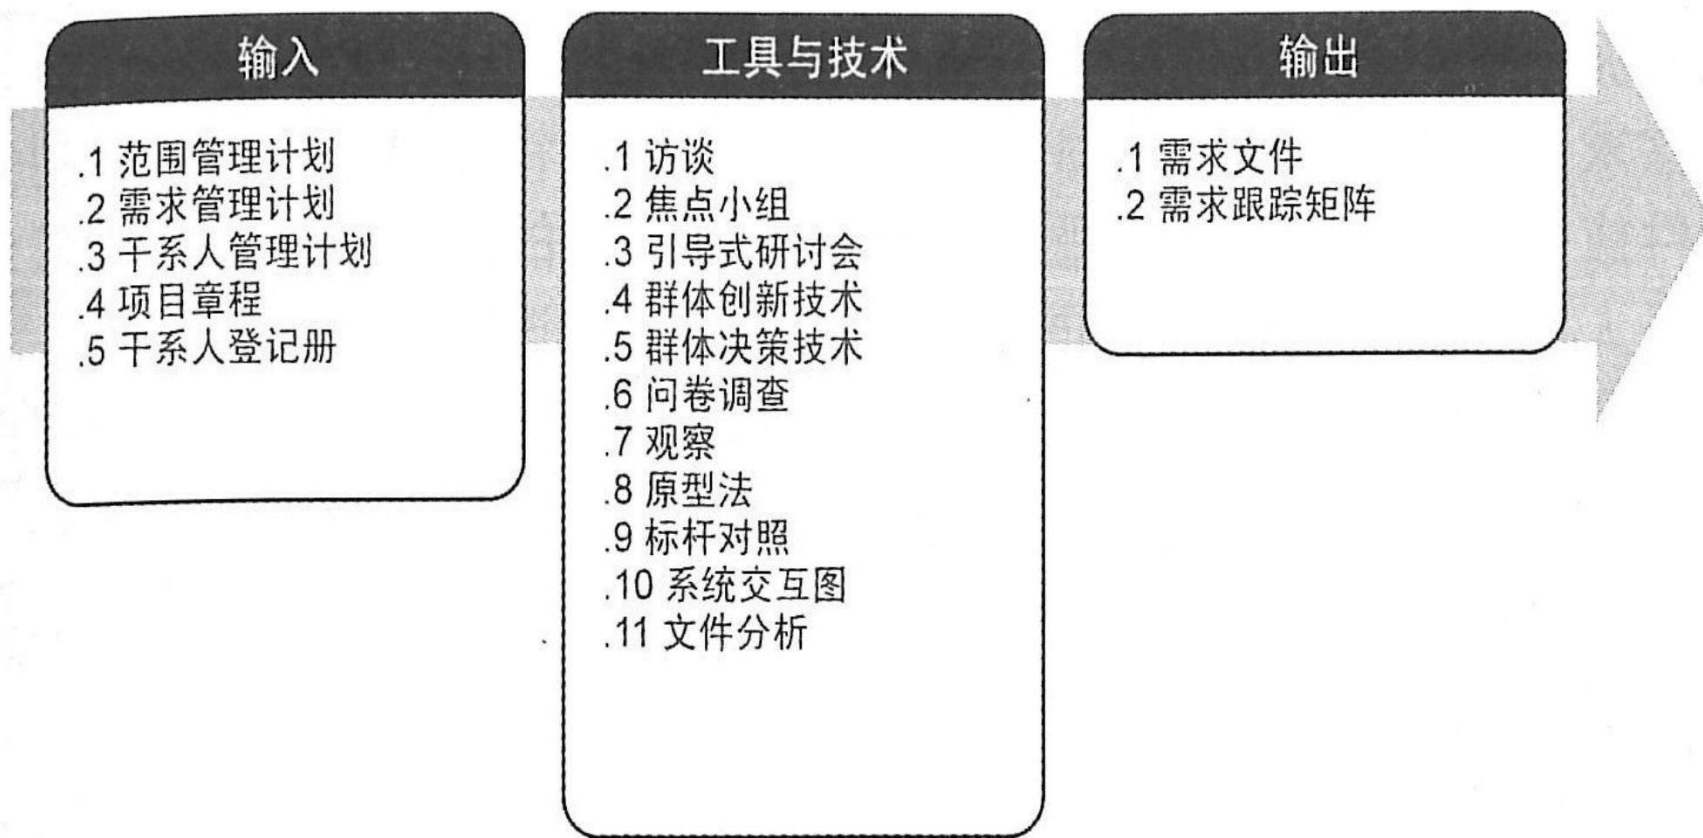 输入
.1 范围管理计划
.2 需求管理计划
.3 干系人管理计划
.4 项目章程
.5 干系人登记册
工具与技术
.1 访谈
.2 焦点小组
.3 引导式研讨会
.4 群体创新技术
.5 群体决策技术
.6 问卷调查
.7 观察
.8 原型法
.9 标杆对照
.10 系统交互图
.11 文件分析
输出
.1 需求文件
.2 需求跟踪矩阵